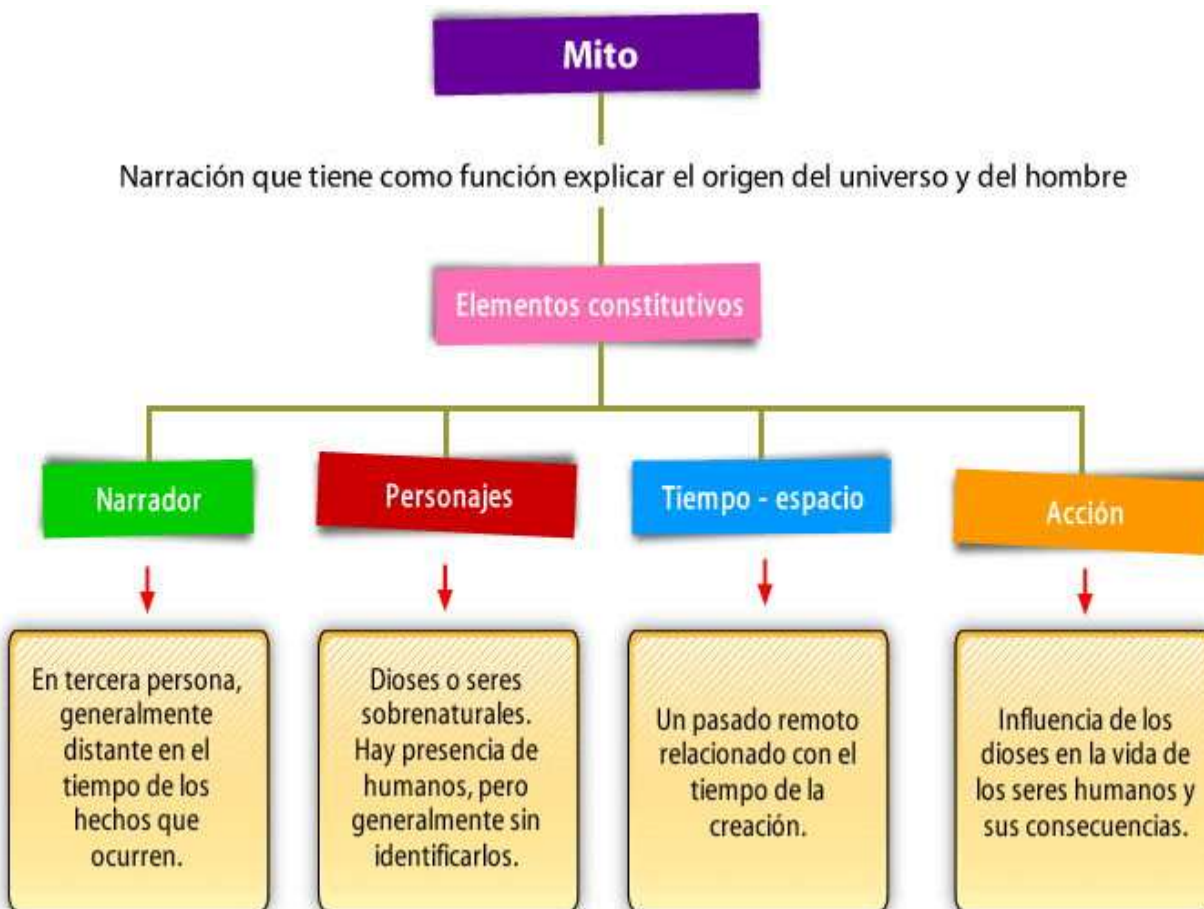 Mito
Narración que tiene como función explicar el origen del universo y del hombre
Elementos constitutivos
Narrador
Personajes
Tiempo - espacio
Acción
En tercera persona,
generalmente
distante en el
tiempo de los
hechos que
ocurren.
Dioses o seres
sobrenaturales.
Hay presencia de
humanos, pero
generalmente sin
identificarlos.
Un pasado remoto
relacionado con el
tiempo de la
creación.
Influencia de los
dioses en la vida de
los seres humanos y
sus consecuencias.